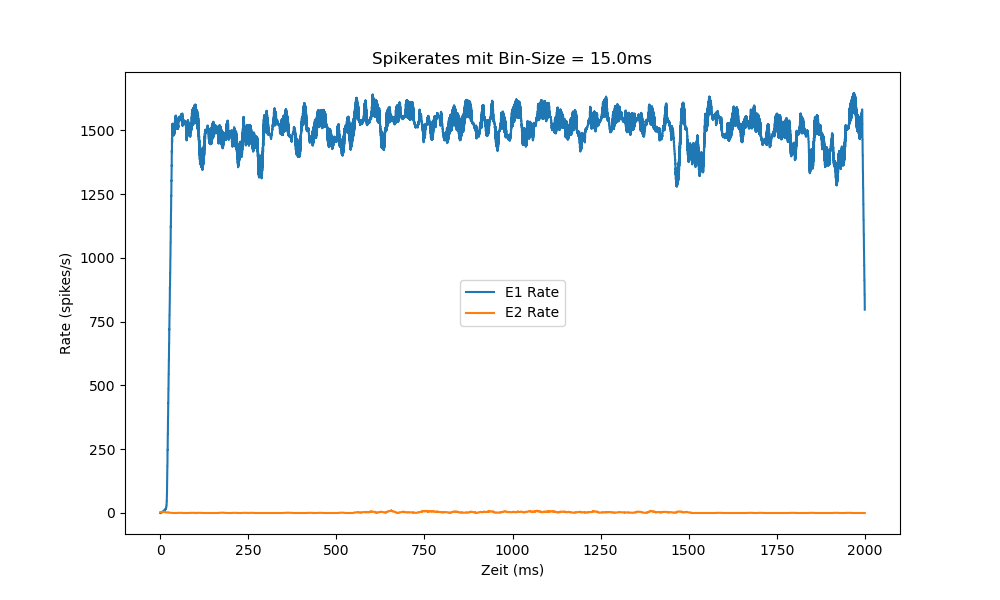 Spikerates mit Bin-Size = 15.0ms
Rate (spikes/s)
1500
1250
1000
750
500
250
0
E1 Rate
E2 Rate
0 250 500 750 1000 1250 1500 1750 2000
Zeit (ms)